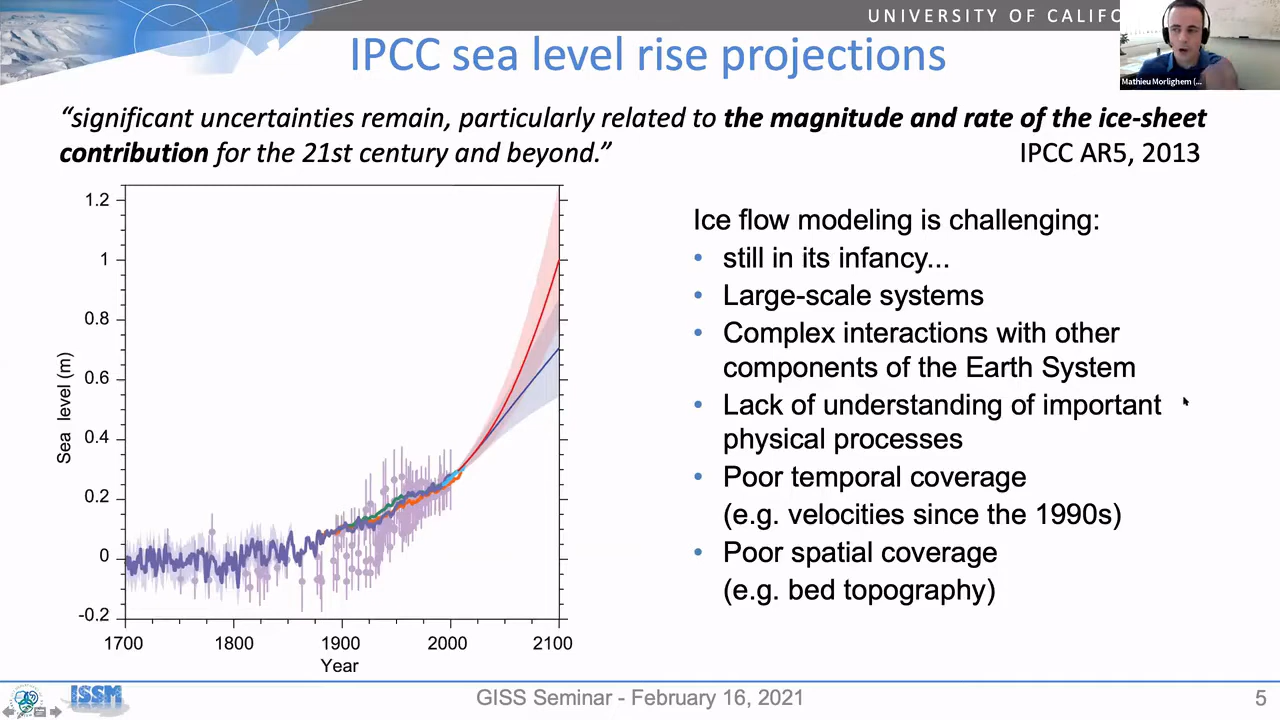 UNIVERSITY OF CALIFO
IPCC sea level rise projections
Mathieu Morlighem (...
“significant uncertainties remain, particularly related to the magnitude and rate of the ice-sheet
contribution for the 21st century and beyond.”
IPCC AR5, 2013
1.2
1
0.8
0.6
0.4
0.2
0
-0.2
Sea level (m)
1700
1800
1900
2000
2100
Year
Ice flow modeling is challenging:
• still in its infancy...
• Large-scale systems
• Complex interactions with other
components of the Earth System
• Lack of understanding of important
physical processes
• Poor temporal coverage
(e.g. velocities since the 1990s)
• Poor spatial coverage
(e.g. bed topography)
ISSM
GISS Seminar - February 16, 2021
5